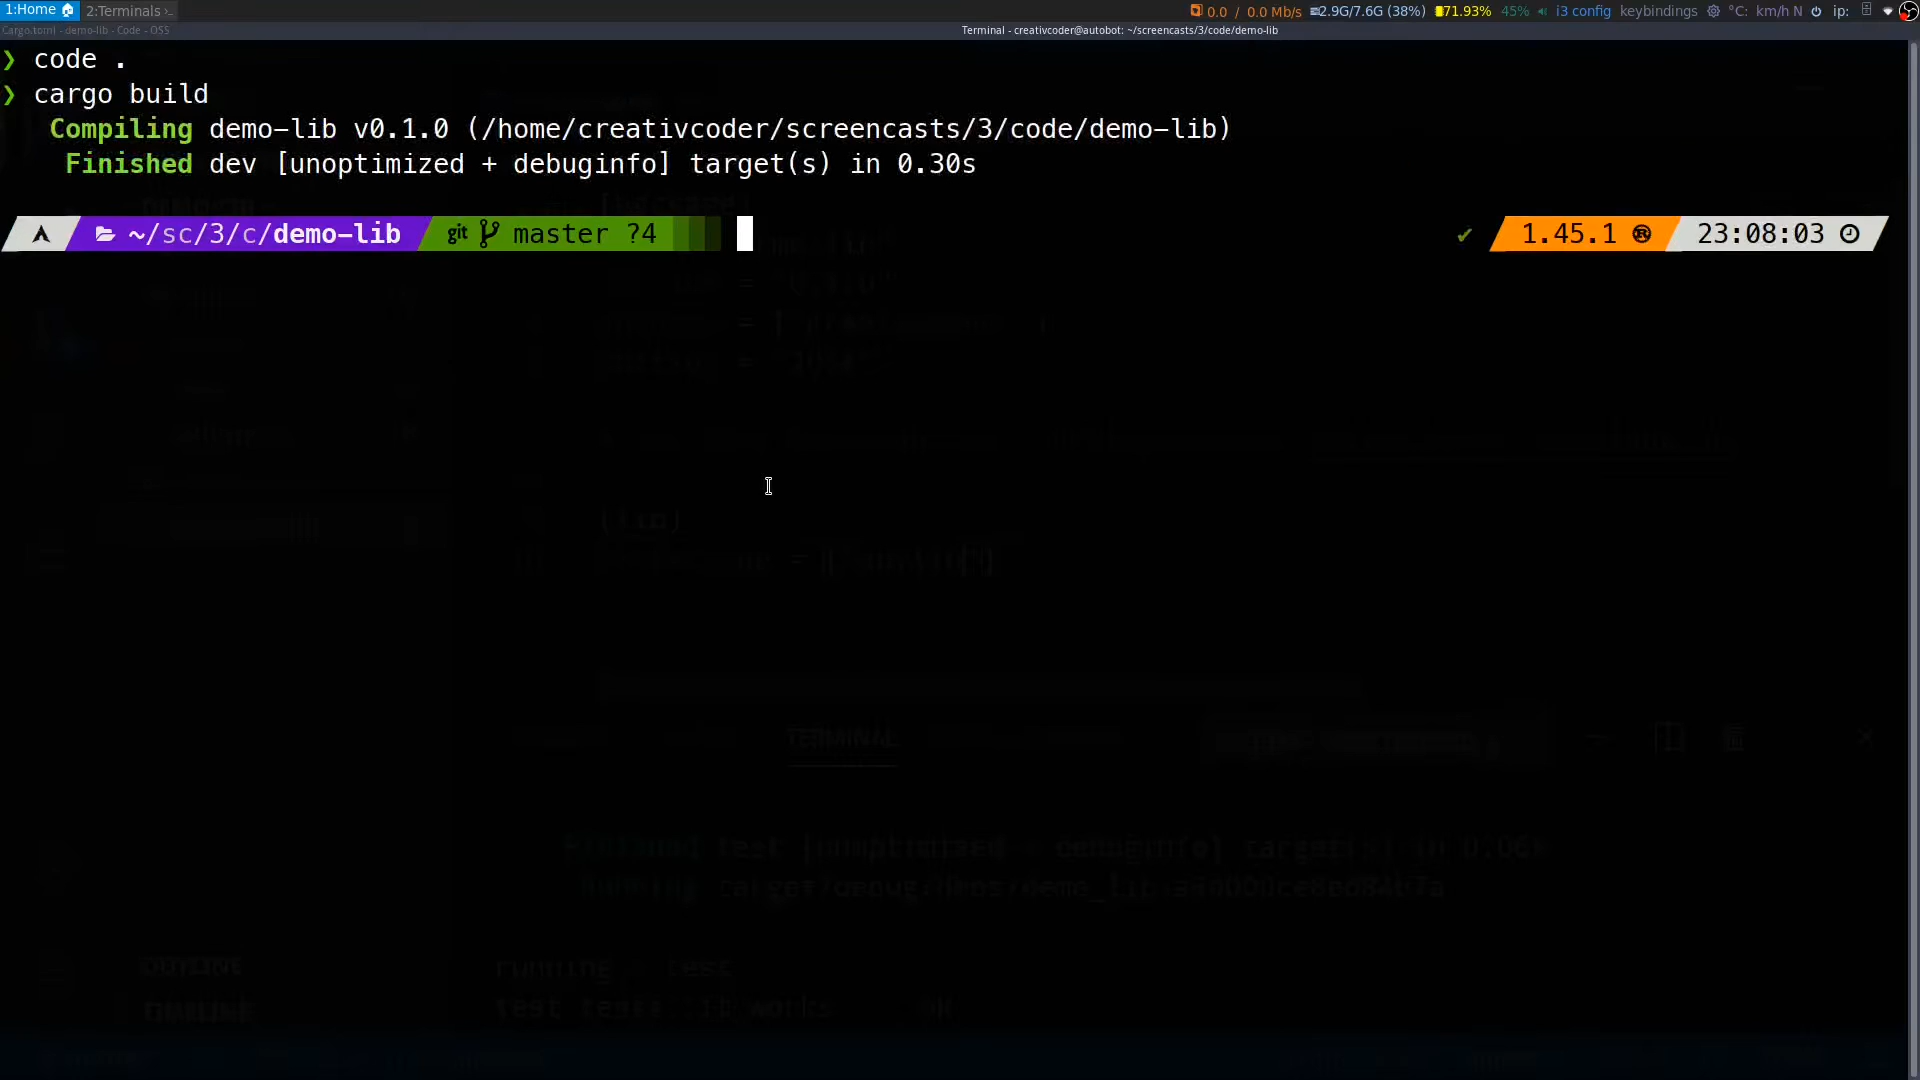 1:Home 2:Terminals 0.0 / 0.0 Mb/s 2.9G/7.6G (38%) 71.93% 45% i3 config keybindings °C: km/h N ip:
Cargo.toml - demo-lib - Code - OSS Terminal - creativcoder@autobot: ~/screencasts/3/code/demo-lib
❯ code .
❯ cargo build
Compiling demo-lib v0.1.0 (/home/creativcoder/screencasts/3/code/demo-lib)
Finished dev [unoptimized + debuginfo] target(s) in 0.30s
~/sc/3/c/demo-lib git master ?4 ✔ 1.45.1 23:08:03
TERMINAL